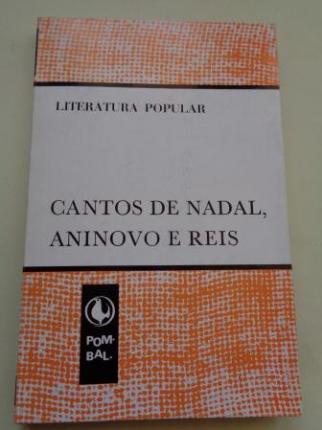 LITERATURA POPULAR
CANTOS DE NADAL,
ANINOVO E REIS
POM-
BAL.